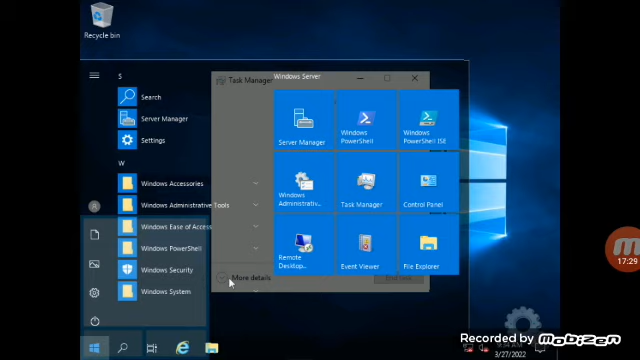 Recycle bin
S
Search
Server Manager
Settings
W
Windows Accessories
Windows Administrative Tools
Windows Ease of Access
Windows PowerShell
Windows Security
Windows System
Task Manager
Windows Server
Server Manager
Windows
PowerShell
Windows
PowerShell ISE
Windows
Administrativ...
Task Manager
Control Panel
Remote
Desktop...
Event Viewer
File Explorer
More details
17:29
3/27/2022
Recorded by Mobizen